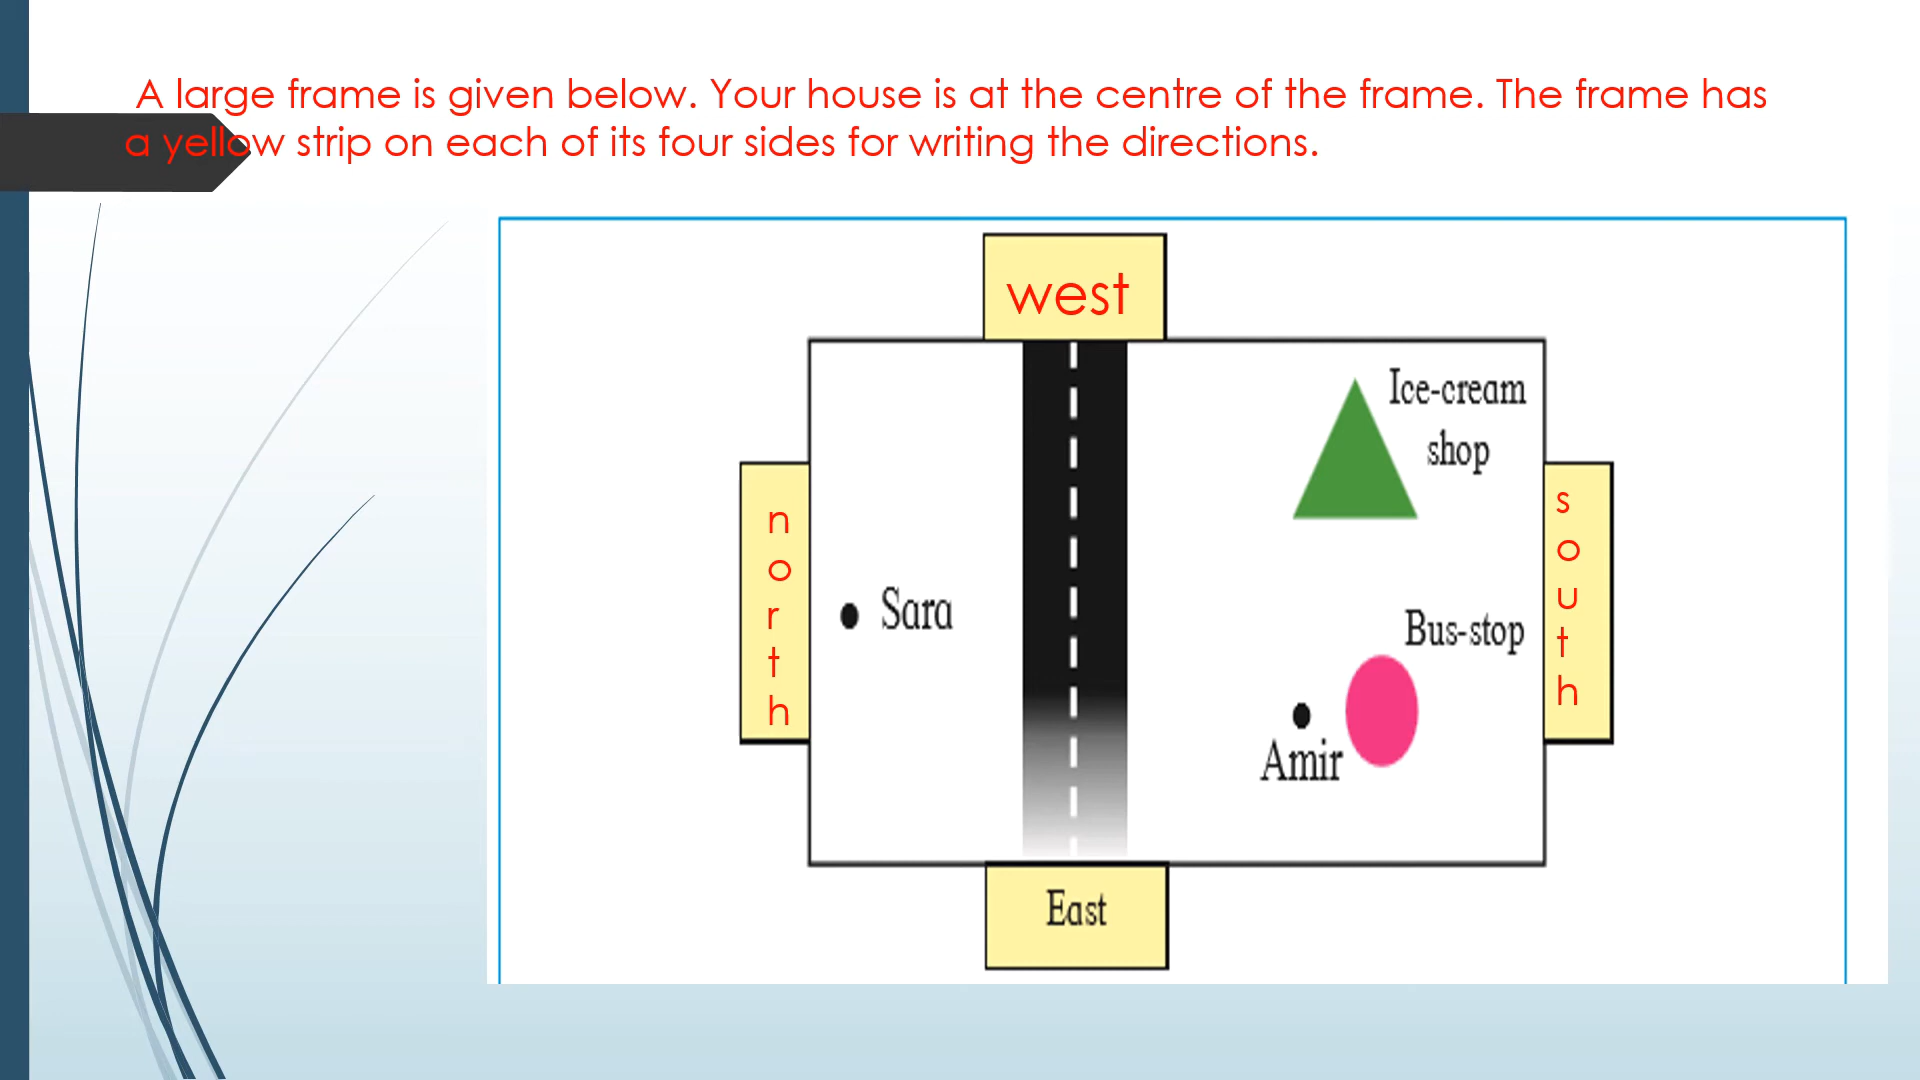 A large frame is given below. Your house is at the centre of the frame. The frame has
a yellow strip on each of its four sides for writing the directions.
west
Ice-cream
shop
north
south
Sara
Bus-stop
Amir
East